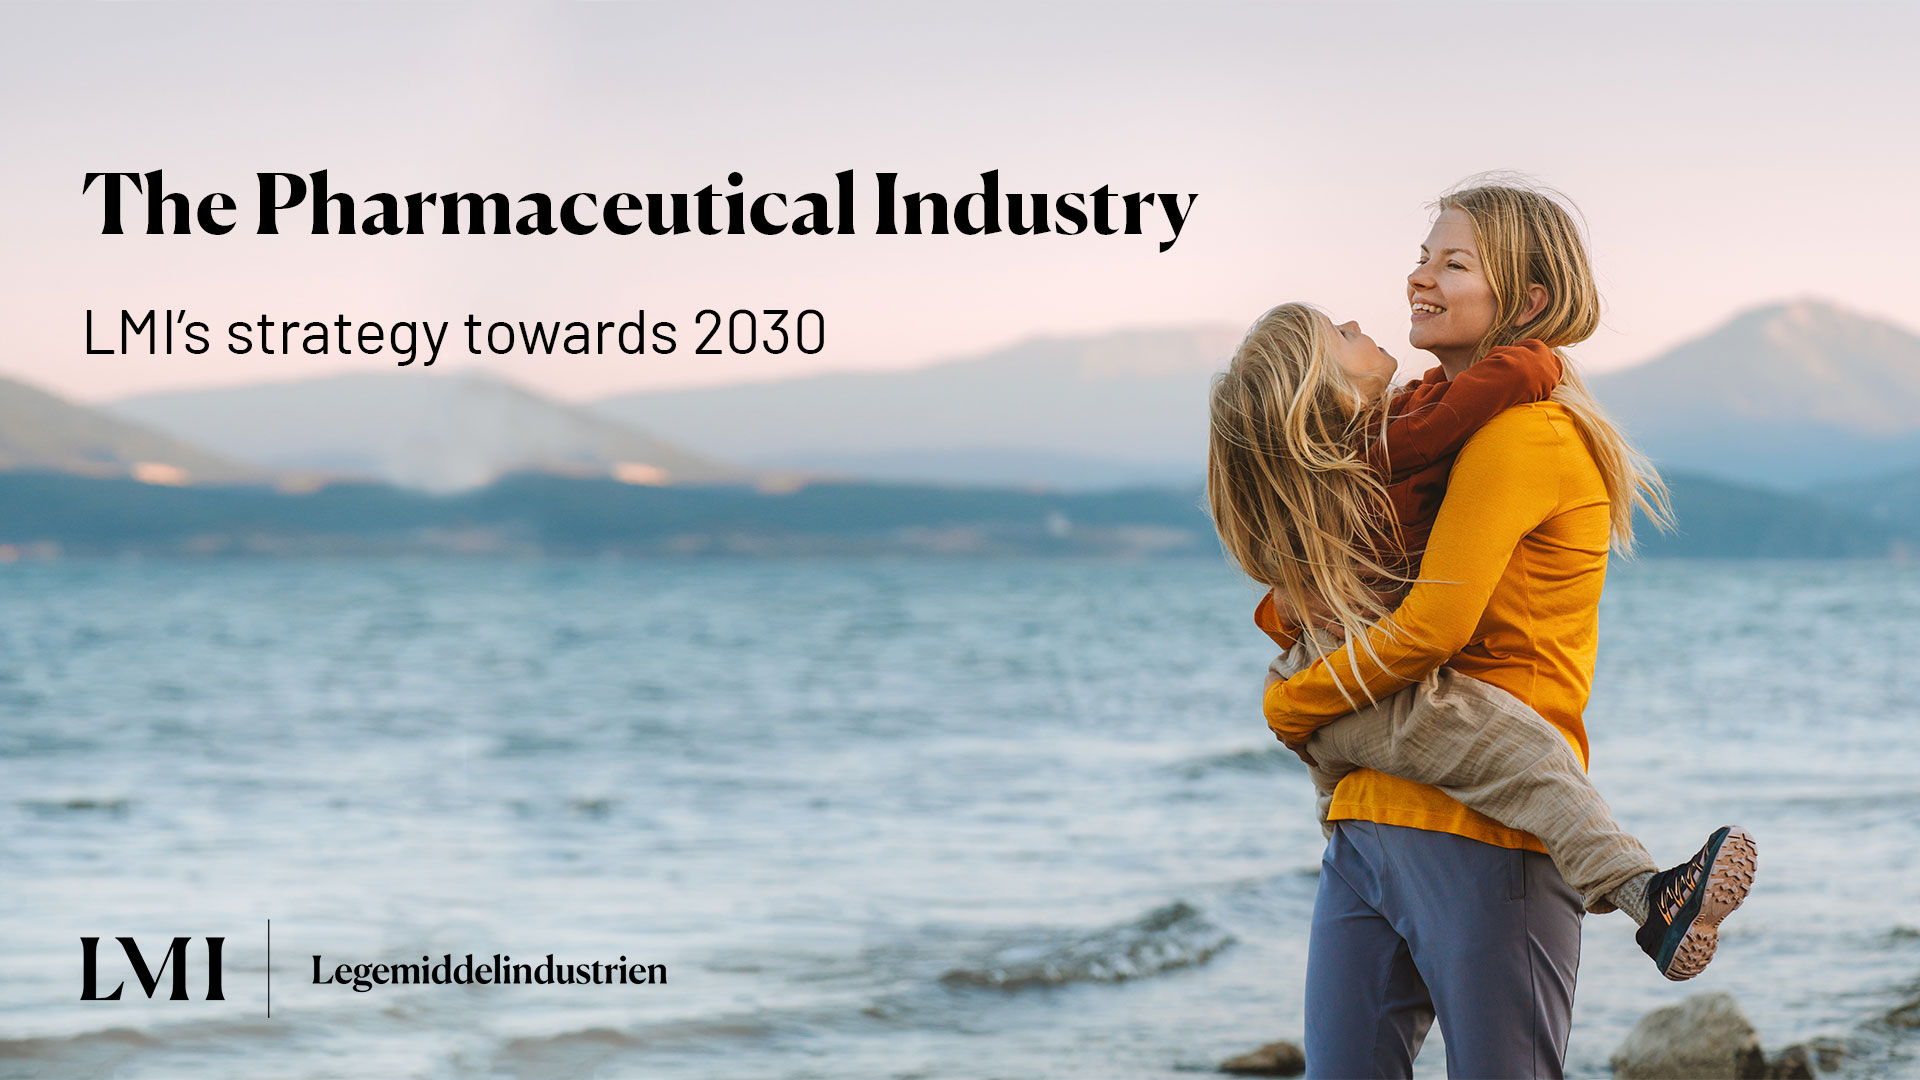 The Pharmaceutical Industry
LMI’s strategy towards 2030
LMI
Legemiddelindustrien